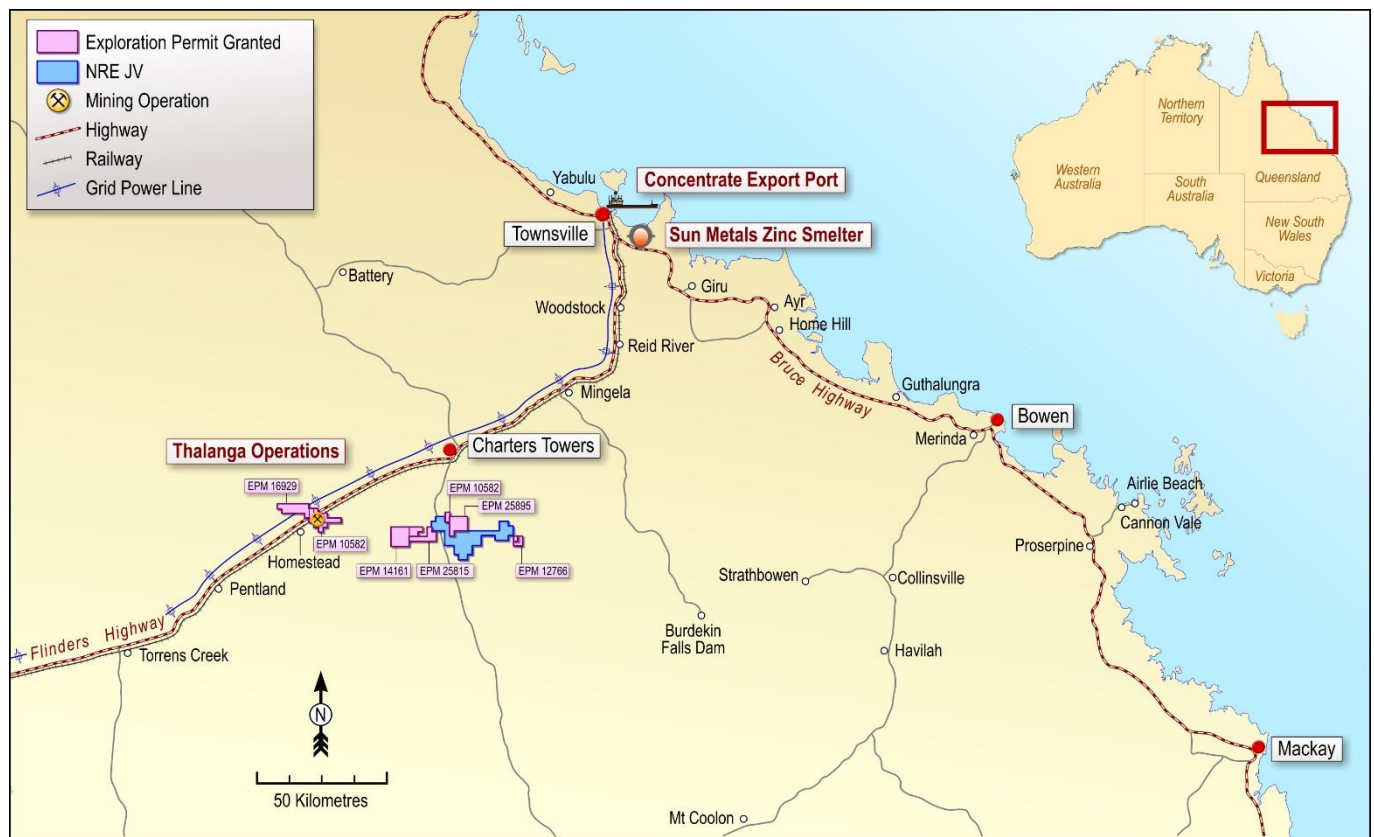 Exploration Permit Granted
NRE JV
Mining Operation
Highway
Railway
Grid Power Line
Northern
Territory
Western
Australia
South
Australia
Queensland
New South
Wales
Victoria
Yabulu
Concentrate Export Port
Townsville
Sun Metals Zinc Smelter
Battery
Giru
Woodstock
Ayr
Home Hill
Reid River
Bruce Highway
Mingela
Guthalungra
Bowen
Merinda
Thalanga Operations
Charters Towers
EPM 16929
EPM 10582
EPM 25895
Airlie Beach
Cannon Vale
EPM 10582
Homestead
Proserpine
EPM 14161
EPM 25815
EPM 12766
Pentland
Strathbowen
Collinsville
Burdekin
Falls Dam
Flinders Highway
Torrens Creek
Havilah
N
50 Kilometres
Mackay
Mt Coolon